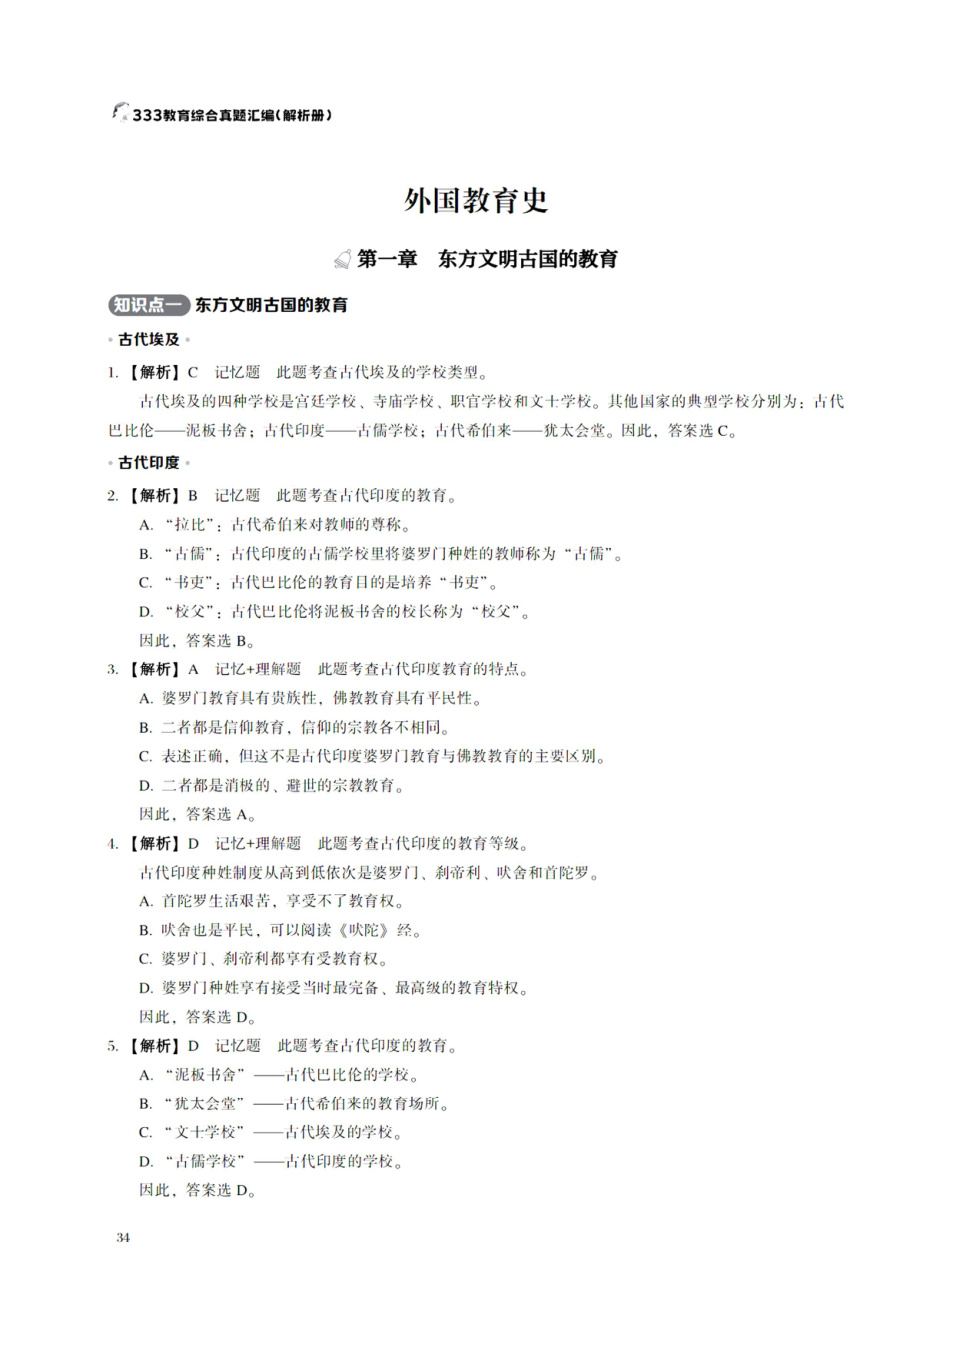 333教育综合真题汇编（解析册）
外国教育史
第一章 东方文明古国的教育
知识点一 东方文明古国的教育
古代埃及
1. 【解析】C 记忆题 此题考查古代埃及的学校类型。
古代埃及的四种学校是宫廷学校、寺庙学校、职官学校和文士学校。其他国家的典型学校分别为：古代
巴比伦——泥板书舍；古代印度——古儒学校；古代希伯来——犹太会堂。因此，答案选 C。
古代印度
2. 【解析】B 记忆题 此题考查古代印度的教育。
A. “拉比”：古代希伯来对教师的尊称。
B. “古儒”：古代印度的古儒学校里将婆罗门种姓的教师称为“古儒”。
C. “书吏”：古代巴比伦的教育目的是培养“书吏”。
D. “校父”：古代巴比伦将泥板书舍的校长称为“校父”。
因此，答案选 B。
3. 【解析】A 记忆+理解题 此题考查古代印度教育的特点。
A. 婆罗门教育具有贵族性，佛教教育具有平民性。
B. 二者都是信仰教育，信仰的宗教各不相同。
C. 表述正确，但这不是古代印度婆罗门教育与佛教教育的主要区别。
D. 二者都是消极的、避世的宗教教育。
因此，答案选 A。
4. 【解析】D 记忆+理解题 此题考查古代印度的教育等级。
古代印度种姓制度从高到低依次是婆罗门、刹帝利、吠舍和首陀罗。
A. 首陀罗生活艰苦，享受不了教育权。
B. 吠舍也是平民，可以阅读《吠陀》经。
C. 婆罗门、刹帝利都享有受教育权。
D. 婆罗门种姓享有接受当时最完备、最高级的教育特权。
因此，答案选 D。
5. 【解析】D 记忆题 此题考查古代印度的教育。
A. “泥板书舍”——古代巴比伦的学校。
B. “犹太会堂”——古代希伯来的教育场所。
C. “文士学校”——古代埃及的学校。
D. “古儒学校”——古代印度的学校。
因此，答案选 D。
34